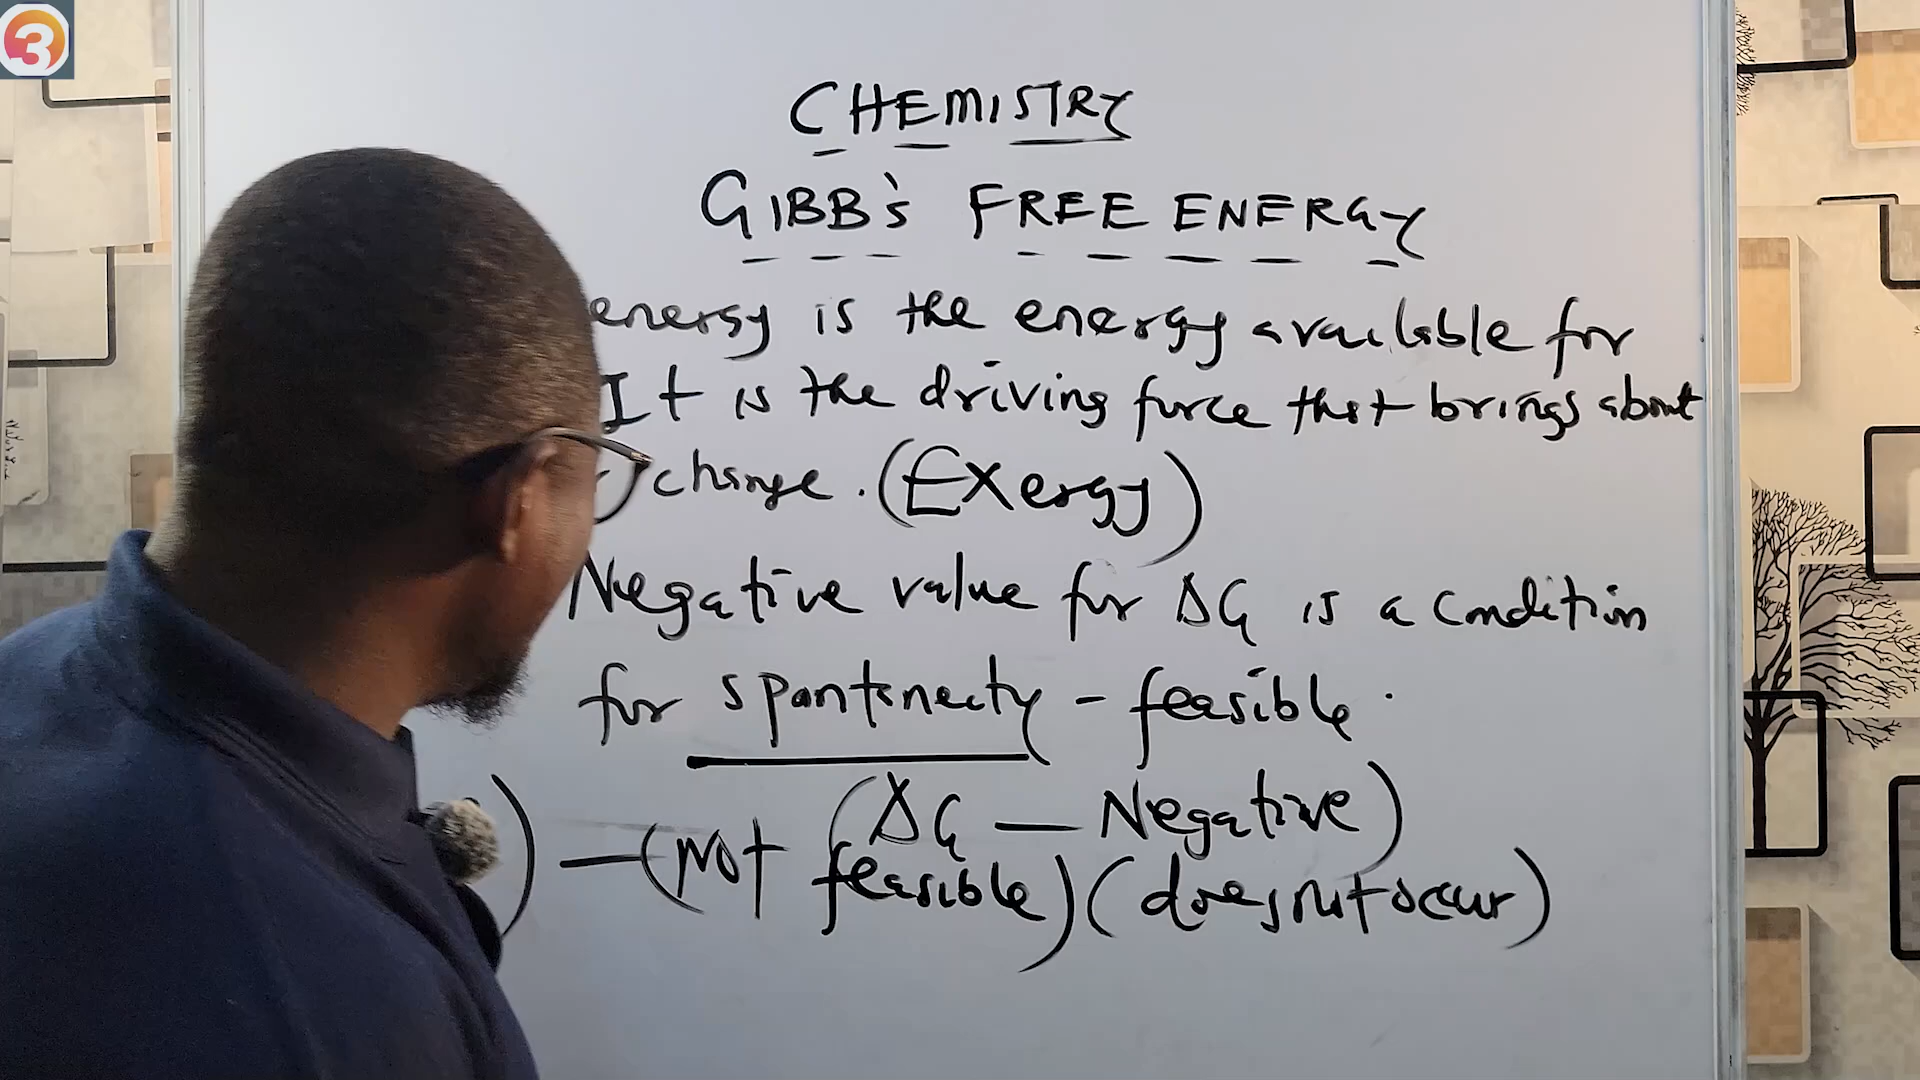 3
CHEMISTRY
GIBB's FREE ENERGY
energy is the energy available for
It is the driving force that brings about
change. (Exergy)
Negative value for ΔG is a condition
for spontaneity - feasible.
(ΔG — Negative)
) — (not feasible) (does not occur)